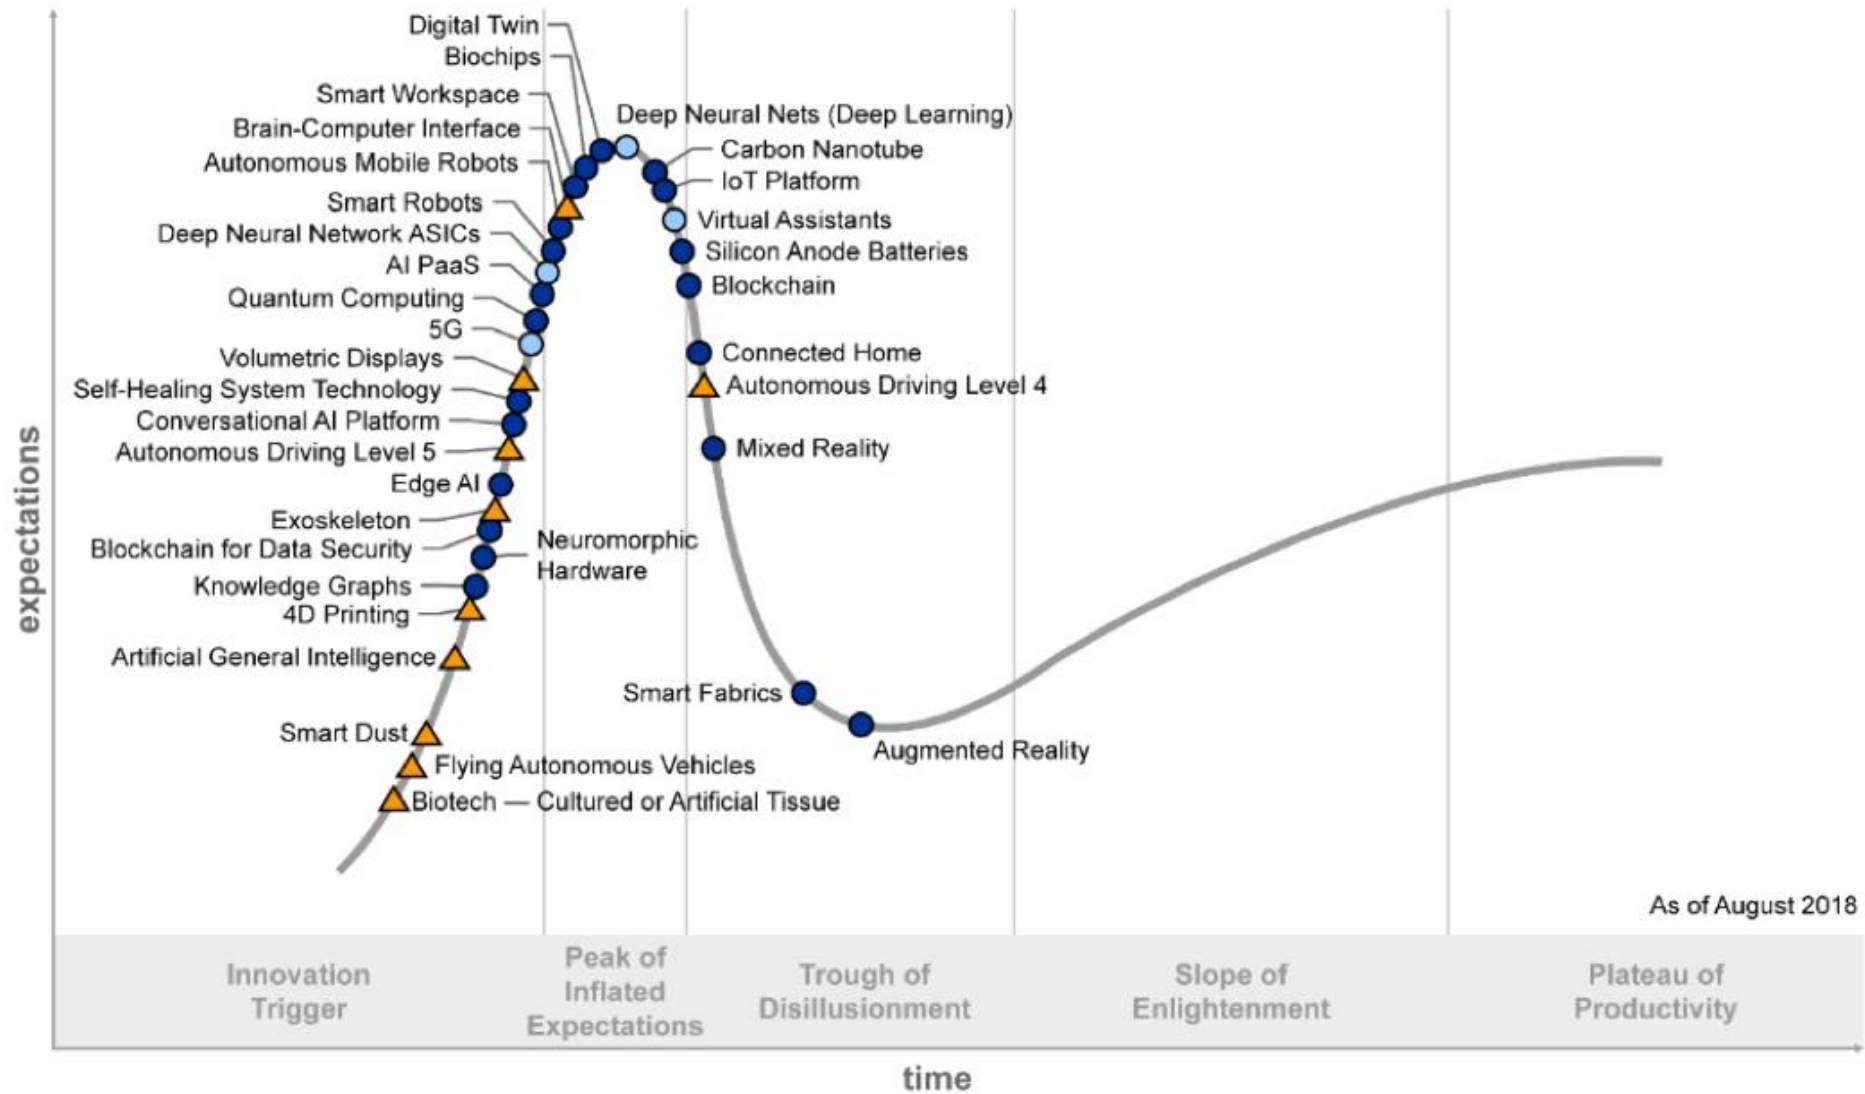 Digital Twin
Biochips
Smart Workspace
Brain-Computer Interface
Autonomous Mobile Robots
Smart Robots
Deep Neural Network ASICs
AI PaaS
Quantum Computing
5G
Volumetric Displays
Self-Healing System Technology
Conversational AI Platform
Autonomous Driving Level 5
Edge AI
Exoskeleton
Blockchain for Data Security
Neuromorphic
Hardware
Knowledge Graphs
4D Printing
Artificial General Intelligence
Smart Dust
Flying Autonomous Vehicles
Biotech — Cultured or Artificial Tissue
Deep Neural Nets (Deep Learning)
Carbon Nanotube
IoT Platform
Virtual Assistants
Silicon Anode Batteries
Blockchain
Connected Home
Autonomous Driving Level 4
Mixed Reality
Smart Fabrics
Augmented Reality
expectations
As of August 2018
Innovation
Trigger
Peak of
Inflated
Expectations
Trough of
Disillusionment
Slope of
Enlightenment
Plateau of
Productivity
time